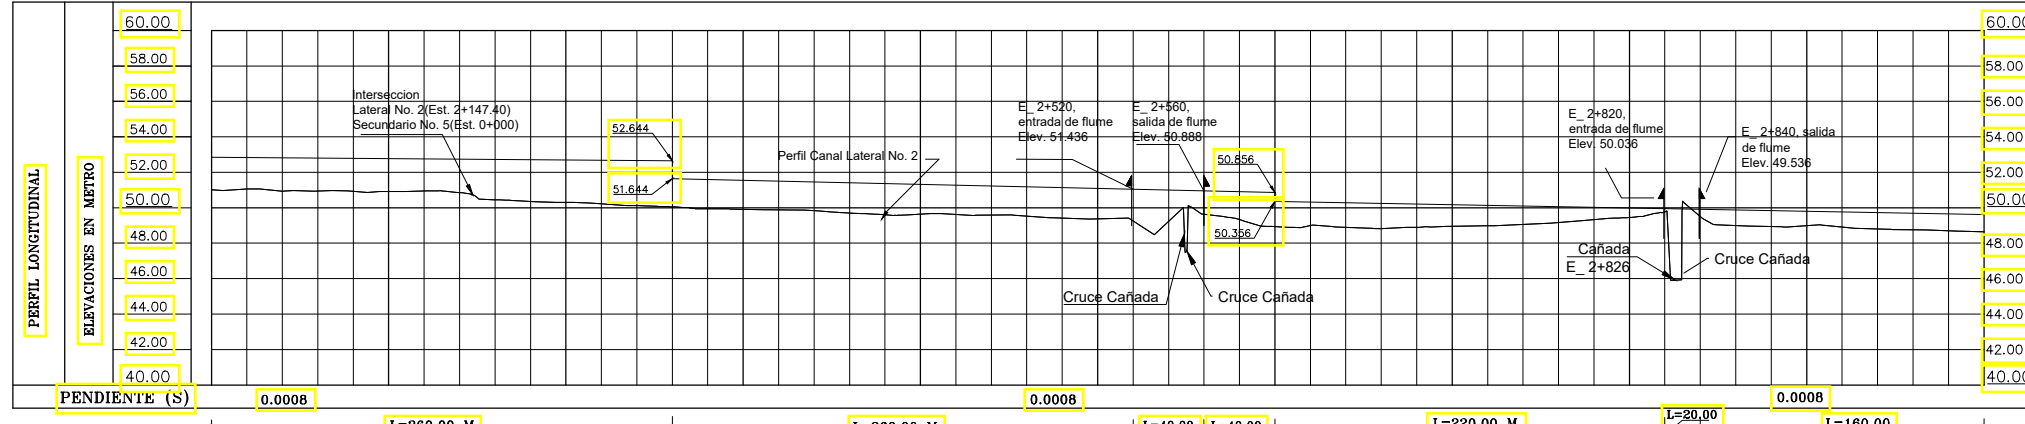 PERFIL LONGITUDINAL
ELEVACIONES EN METRO
60.00
58.00
56.00
54.00
52.00
50.00
48.00
46.00
44.00
42.00
40.00
Interseccion
Lateral No. 2(Est. 2+147.40)
Secundario No. 5(Est. 0+000)
52.644
51.644
Perfil Canal Lateral No. 2
E_ 2+520,
entrada de flume
Elev. 51.436
E_ 2+560,
salida de flume
Elev. 50.888
50.856
50.356
Cruce Cañada
Cruce Cañada
E_ 2+820,
entrada de flume
Elev. 50.036
E_ 2+840, salida
de flume
Elev. 49.536
Cañada
E_ 2+826
Cruce Cañada
60.00
58.00
56.00
54.00
52.00
50.00
48.00
46.00
44.00
42.00
40.00
PENDIENTE (S)
0.0008
0.0008
0.0008
L=20,00
L=220.00 M
L=160.00